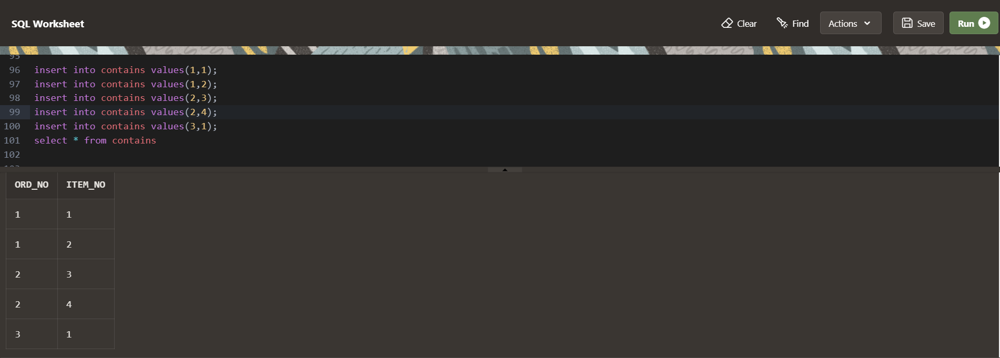 SQL Worksheet Clear Find Actions Save Run
95
96 insert into contains values(1,1);
97 insert into contains values(1,2);
98 insert into contains values(2,3);
99 insert into contains values(2,4);
100 insert into contains values(3,1);
101 select * from contains
102
ORD_NO ITEM_NO
1 1
1 2
2 3
2 4
3 1